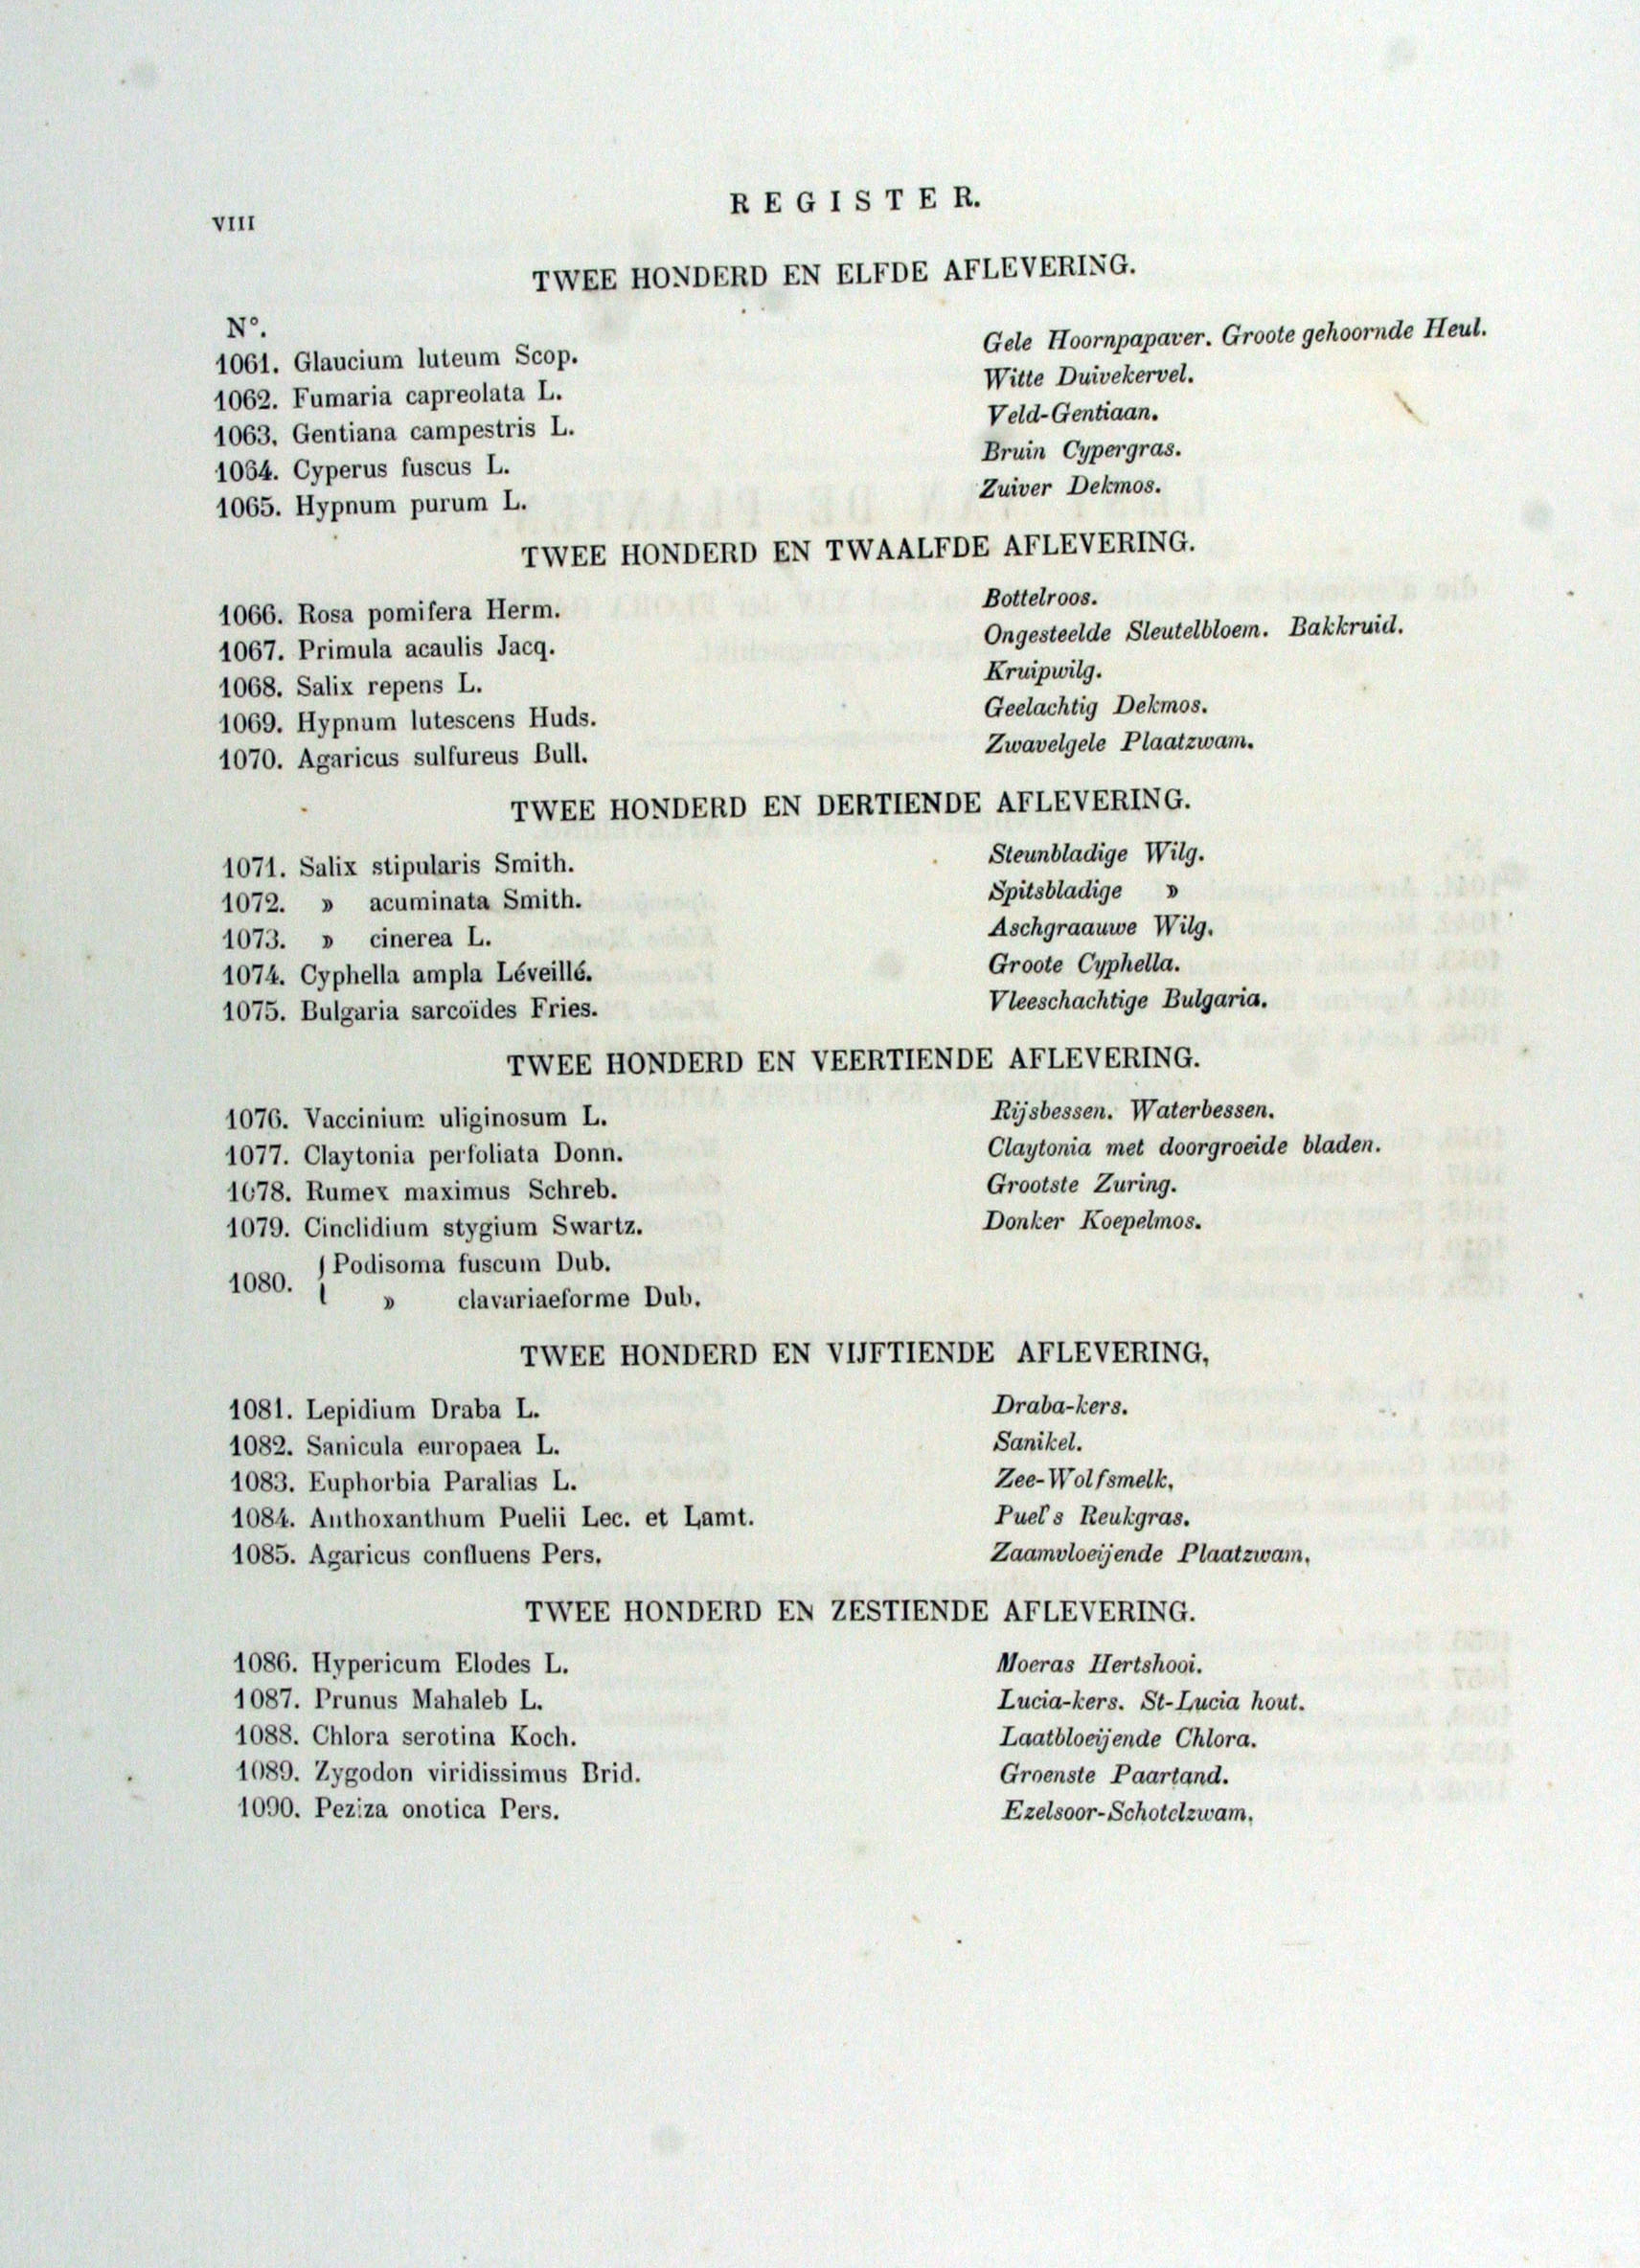 VIII
REGISTER.
TWEE HONDERD EN ELFDE AFLEVERING.
N°.
1061. Glaucium luteum Scop. Gele Hoornpapaver. Groote gehoornde Heul.
1062. Fumaria capreolata L. Witte Duivekervel.
1063. Gentiana campestris L. Veld-Gentiaan.
1064. Cyperus fuscus L. Bruin Cypergras.
1065. Hypnum purum L. Zuiver Dekmos.
TWEE HONDERD EN TWAALFDE AFLEVERING.
1066. Rosa pomifera Herm. Bottelroos.
1067. Primula acaulis Jacq. Ongesteelde Sleutelbloem. Bakkruid.
1068. Salix repens L. Kruipwilg.
1069. Hypnum lutescens Huds. Geelachtig Dekmos.
1070. Agaricus sulfureus Bull. Zwavelgele Plaatzwam.
TWEE HONDERD EN DERTIENDE AFLEVERING.
1071. Salix stipularis Smith. Steunbladige Wilg.
1072. » acuminata Smith. Spitsbladige »
1073. » cinerea L. Aschgraauwe Wilg.
1074. Cyphella ampla Léveillé. Groote Cyphella.
1075. Bulgaria sarcoïdes Fries. Vleeschachtige Bulgaria.
TWEE HONDERD EN VEERTIENDE AFLEVERING.
1076. Vaccinium uliginosum L. Rijsbessen. Waterbessen.
1077. Claytonia perfoliata Donn. Claytonia met doorgroeide bladen.
1078. Rumex maximus Schreb. Grootste Zuring.
1079. Cinclidium stygium Swartz. Donker Koepelmos.
1080. { Podisoma fuscum Dub.
» clavariaeforme Dub.
TWEE HONDERD EN VIJFTIENDE AFLEVERING,
1081. Lepidium Draba L. Draba-kers.
1082. Sanicula europaea L. Sanikel.
1083. Euphorbia Paralias L. Zee-Wolfsmelk,
1084. Anthoxanthum Puelii Lec. et Lamt. Puel's Reukgras.
1085. Agaricus confluens Pers. Zaamvloeijende Plaatzwam.
TWEE HONDERD EN ZESTIENDE AFLEVERING.
1086. Hypericum Elodes L. Moeras Hertshooi.
1087. Prunus Mahaleb L. Lucia-kers. St-Lucia hout.
1088. Chlora serotina Koch. Laatbloeijende Chlora.
1089. Zygodon viridissimus Brid. Groenste Paartand.
1090. Peziza onotica Pers. Ezelsoor-Schotelzwam.